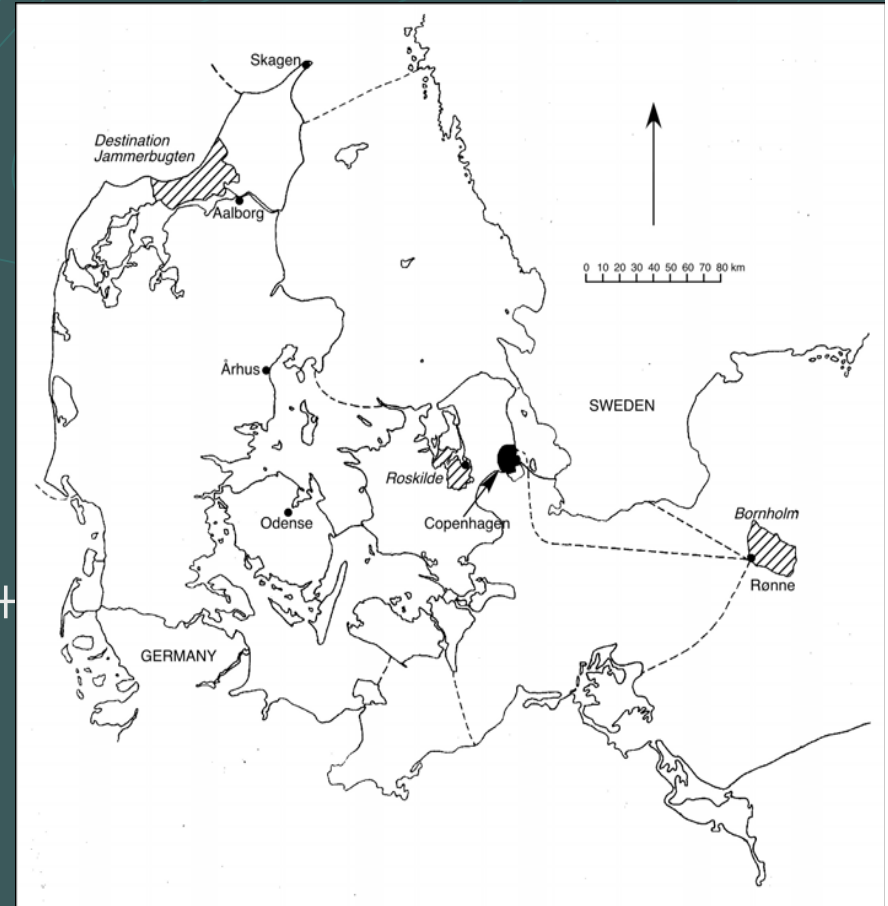 Skagen
Destination
Jammerbugten
Aalborg
0 10 20 30 40 50 60 70 80 km
Århus
SWEDEN
Roskilde
Odense
Copenhagen
Bornholm
Rønne
GERMANY